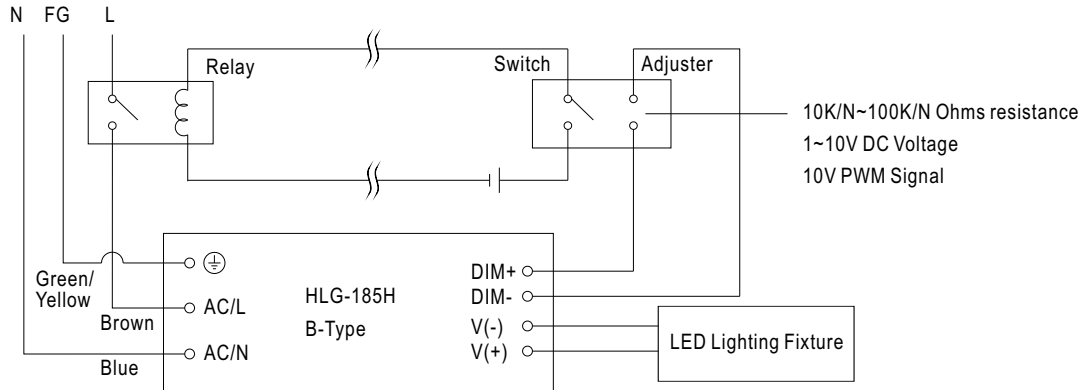 N FG L
Relay
Switch
Adjuster
10K/N~100K/N Ohms resistance
1~10V DC Voltage
10V PWM Signal
Green/
Yellow
Brown
Blue
AC/L
AC/N
HLG-185H
B-Type
DIM+
DIM-
V(-)
V(+)
LED Lighting Fixture